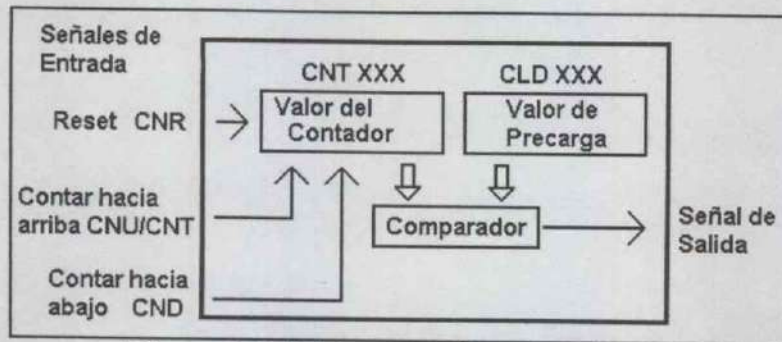 Señales de
Entrada
CNT XXX
CLD XXX
Reset CNR
Valor del
Contador
Valor de
Precarga
Contar hacia
arriba CNU/CNT
Comparador
Señal de
Salida
Contar hacia
abajo CND